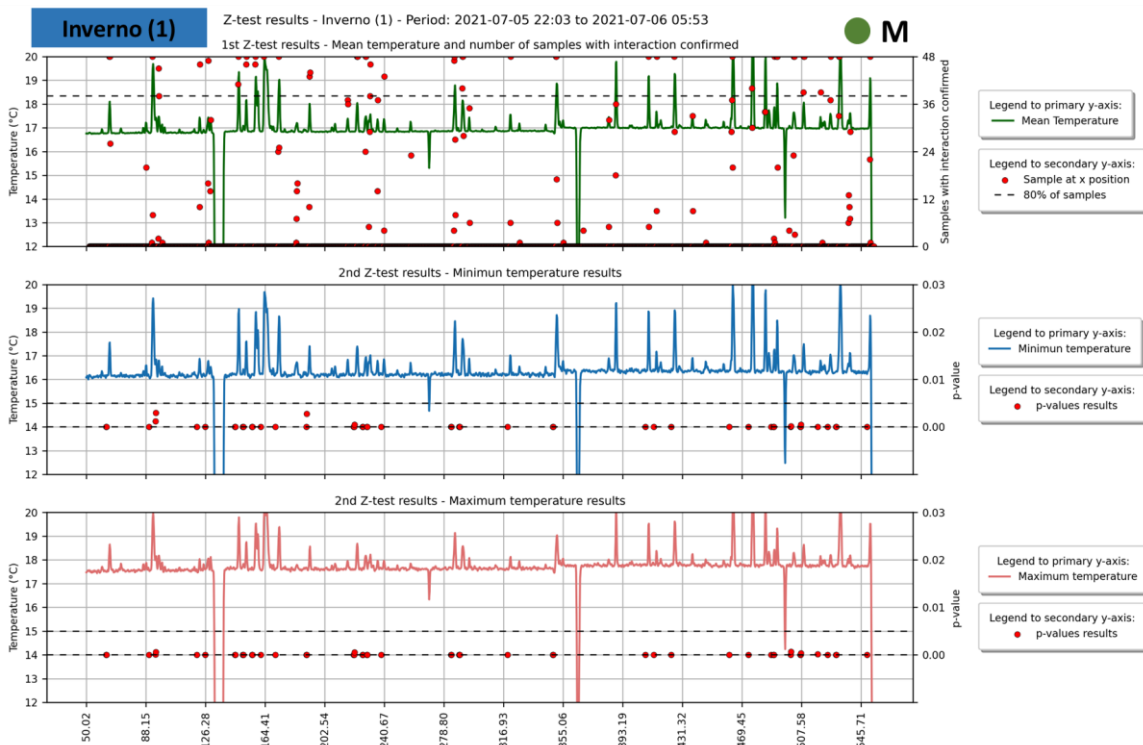 Inverno (1)
Z-test results - Inverno (1) - Period: 2021-07-05 22:03 to 2021-07-06 05:53
M
1st Z-test results - Mean temperature and number of samples with interaction confirmed
20
19
18
17
16
15
14
13
12
Temperature (°C)
48
36
24
12
0
Samples with interaction confirmed
Legend to primary y-axis:
Mean Temperature
Legend to secondary y-axis:
Sample at x position
80% of samples
2nd Z-test results - Minimun temperature results
20
19
18
17
16
15
14
13
12
Temperature (°C)
0.03
0.02
0.01
0.00
p-value
Legend to primary y-axis:
Minimun temperature
Legend to secondary y-axis:
p-values results
2nd Z-test results - Maximum temperature results
20
19
18
17
16
15
14
13
12
Temperature (°C)
0.03
0.02
0.01
0.00
p-value
Legend to primary y-axis:
Maximum temperature
Legend to secondary y-axis:
p-values results
50.02
88.15
126.28
164.41
202.54
240.67
278.80
316.93
355.06
393.19
431.32
469.45